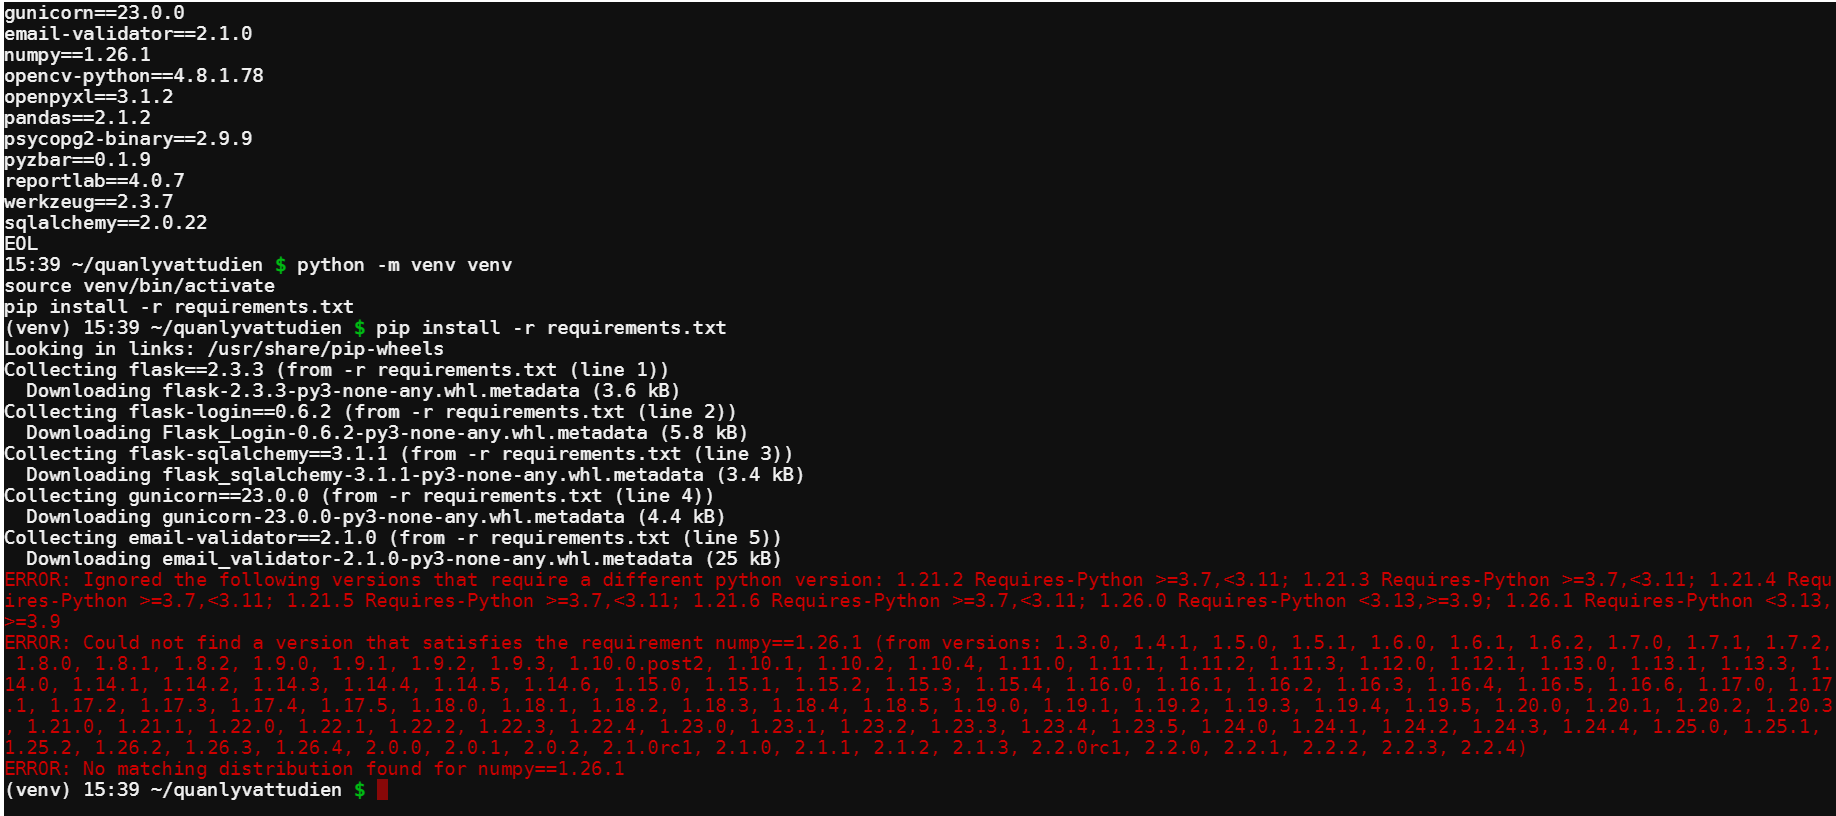 gunicorn==23.0.0
email-validator==2.1.0
numpy==1.26.1
opencv-python==4.8.1.78
openpyxl==3.1.2
pandas==2.1.2
psycopg2-binary==2.9.9
pyzbar==0.1.9
reportlab==4.0.7
werkzeug==2.3.7
sqlalchemy==2.0.22
EOL
15:39 ~/quanlyvattudien $ python -m venv venv
source venv/bin/activate
pip install -r requirements.txt
(venv) 15:39 ~/quanlyvattudien $ pip install -r requirements.txt
Looking in links: /usr/share/pip-wheels
Collecting flask==2.3.3 (from -r requirements.txt (line 1))
  Downloading flask-2.3.3-py3-none-any.whl.metadata (3.6 kB)
Collecting flask-login==0.6.2 (from -r requirements.txt (line 2))
  Downloading Flask_Login-0.6.2-py3-none-any.whl.metadata (5.8 kB)
Collecting flask-sqlalchemy==3.1.1 (from -r requirements.txt (line 3))
  Downloading flask_sqlalchemy-3.1.1-py3-none-any.whl.metadata (3.4 kB)
Collecting gunicorn==23.0.0 (from -r requirements.txt (line 4))
  Downloading gunicorn-23.0.0-py3-none-any.whl.metadata (4.4 kB)
Collecting email-validator==2.1.0 (from -r requirements.txt (line 5))
  Downloading email_validator-2.1.0-py3-none-any.whl.metadata (25 kB)
ERROR: Ignored the following versions that require a different python version: 1.21.2 Requires-Python >=3.7,<3.11; 1.21.3 Requires-Python >=3.7,<3.11; 1.21.4 Requ
ires-Python >=3.7,<3.11; 1.21.5 Requires-Python >=3.7,<3.11; 1.21.6 Requires-Python >=3.7,<3.11; 1.26.0 Requires-Python <3.13,>=3.9; 1.26.1 Requires-Python <3.13,
>=3.9
ERROR: Could not find a version that satisfies the requirement numpy==1.26.1 (from versions: 1.3.0, 1.4.1, 1.5.0, 1.5.1, 1.6.0, 1.6.1, 1.6.2, 1.7.0, 1.7.1, 1.7.2,
 1.8.0, 1.8.1, 1.8.2, 1.9.0, 1.9.1, 1.9.2, 1.9.3, 1.10.0.post2, 1.10.1, 1.10.2, 1.10.4, 1.11.0, 1.11.1, 1.11.2, 1.11.3, 1.12.0, 1.12.1, 1.13.0, 1.13.1, 1.13.3, 1.
14.0, 1.14.1, 1.14.2, 1.14.3, 1.14.4, 1.14.5, 1.14.6, 1.15.0, 1.15.1, 1.15.2, 1.15.3, 1.15.4, 1.16.0, 1.16.1, 1.16.2, 1.16.3, 1.16.4, 1.16.5, 1.16.6, 1.17.0, 1.17
.1, 1.17.2, 1.17.3, 1.17.4, 1.17.5, 1.18.0, 1.18.1, 1.18.2, 1.18.3, 1.18.4, 1.18.5, 1.19.0, 1.19.1, 1.19.2, 1.19.3, 1.19.4, 1.19.5, 1.20.0, 1.20.1, 1.20.2, 1.20.3
, 1.21.0, 1.21.1, 1.22.0, 1.22.1, 1.22.2, 1.22.3, 1.22.4, 1.23.0, 1.23.1, 1.23.2, 1.23.3, 1.23.4, 1.23.5, 1.24.0, 1.24.1, 1.24.2, 1.24.3, 1.24.4, 1.25.0, 1.25.1,
1.25.2, 1.26.2, 1.26.3, 1.26.4, 2.0.0, 2.0.1, 2.0.2, 2.1.0rc1, 2.1.0, 2.1.1, 2.1.2, 2.1.3, 2.2.0rc1, 2.2.0, 2.2.1, 2.2.2, 2.2.3, 2.2.4)
ERROR: No matching distribution found for numpy==1.26.1
(venv) 15:39 ~/quanlyvattudien $